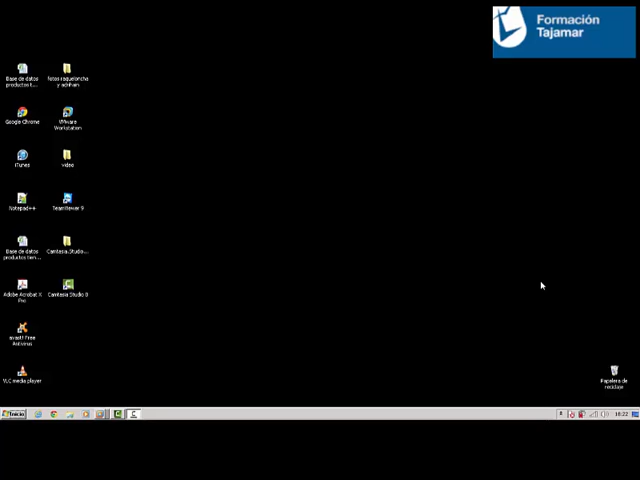 Formación
Tajamar
Base de datos
productos t...
fotos raqueloncha
y adrihain
Google Chrome
VMware
Workstation
iTunes
video
Notepad++
TeamViewer 9
Base de datos
productos tien...
Camtasia.Studio....
Adobe Acrobat X
Pro
Camtasia Studio 8
avast! Free
Antivirus
VLC media player
Papelera de
reciclaje
Inicio
18:22